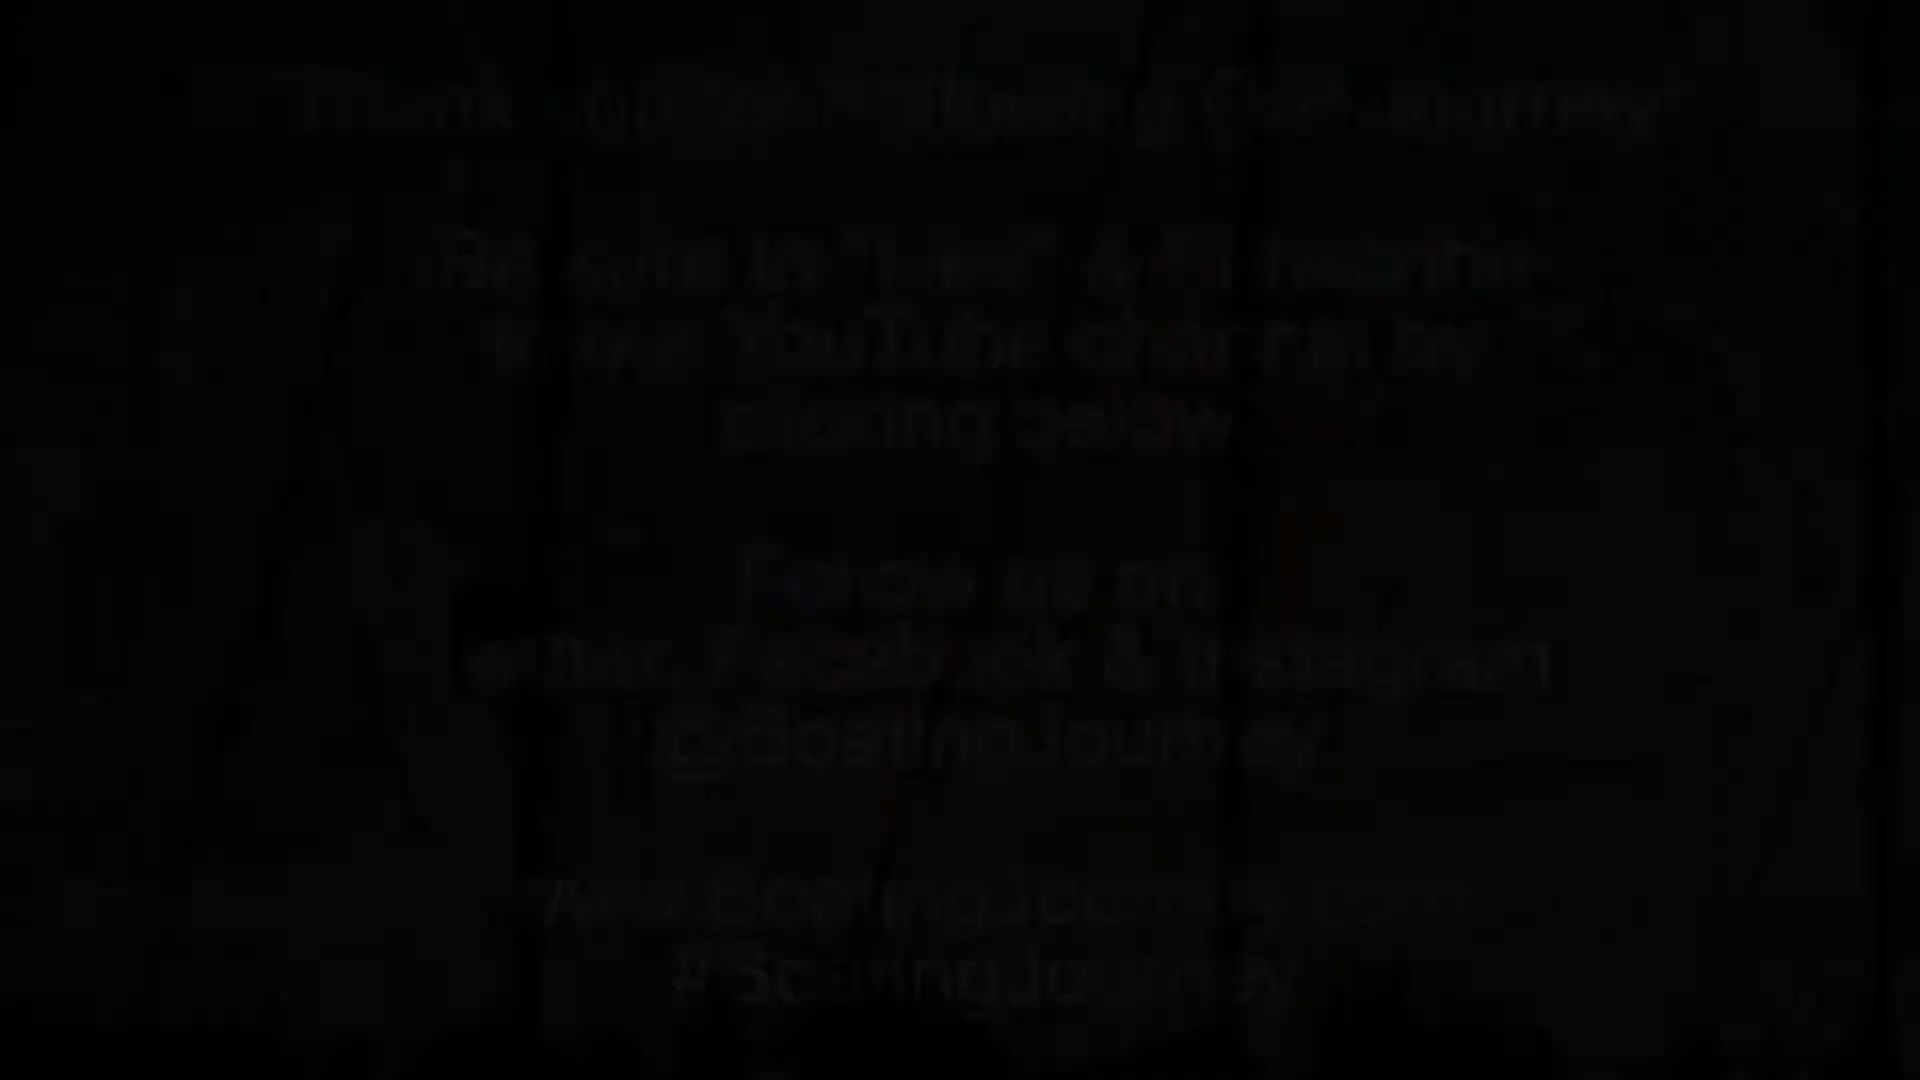 Thank You For Following Our Journey
Be sure to "Like" & Subscribe
to our YouTube channel by
clicking below
Follow us on
Twitter, Facebook & Instagram
@BoatingJourney
www.BoatingJourney.com
#BoatingJourney